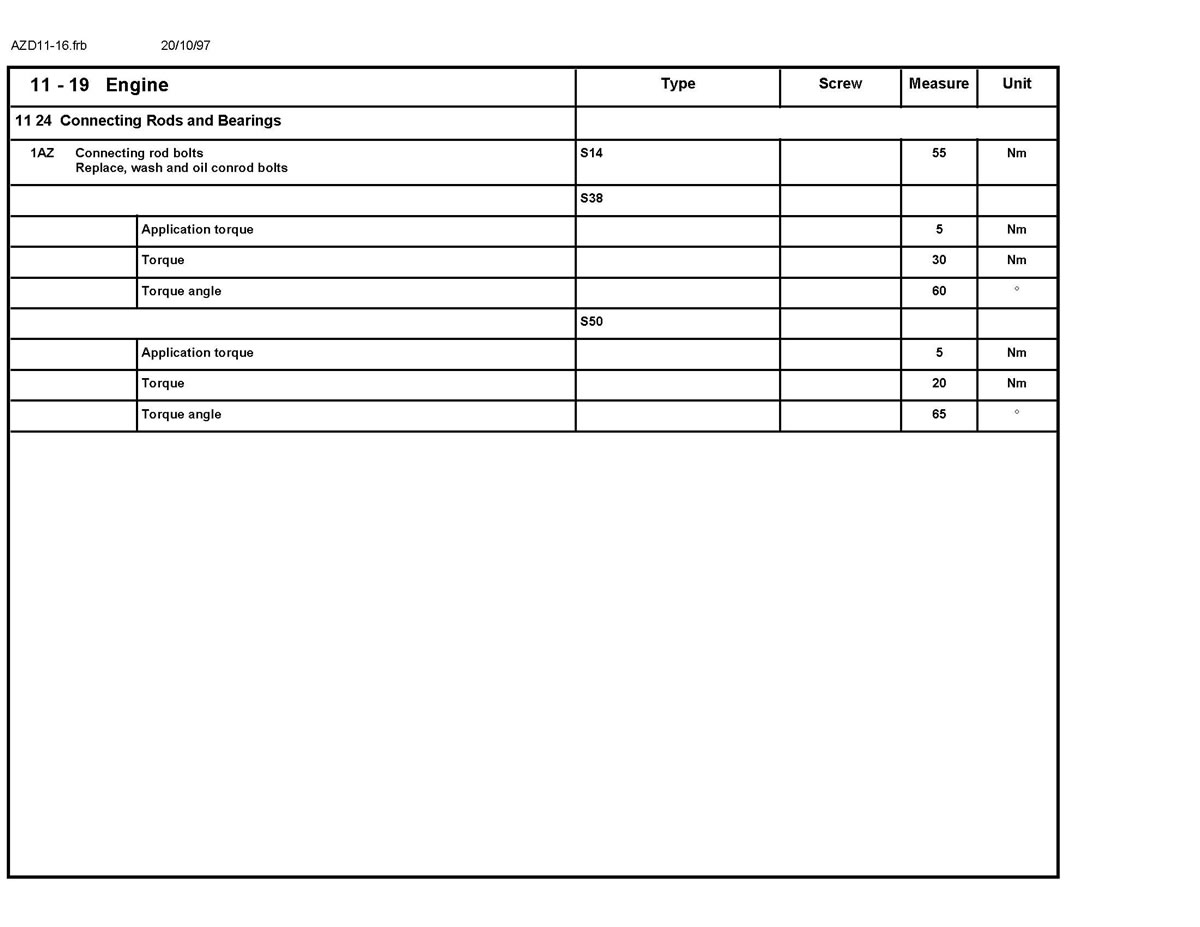 AZD11-16.frb 20/10/97
11 - 19 Engine Type Screw Measure Unit
11 24 Connecting Rods and Bearings
1AZ Connecting rod bolts S14 55 Nm
Replace, wash and oil conrod bolts
S38
Application torque 5 Nm
Torque 30 Nm
Torque angle 60 °
S50
Application torque 5 Nm
Torque 20 Nm
Torque angle 65 °